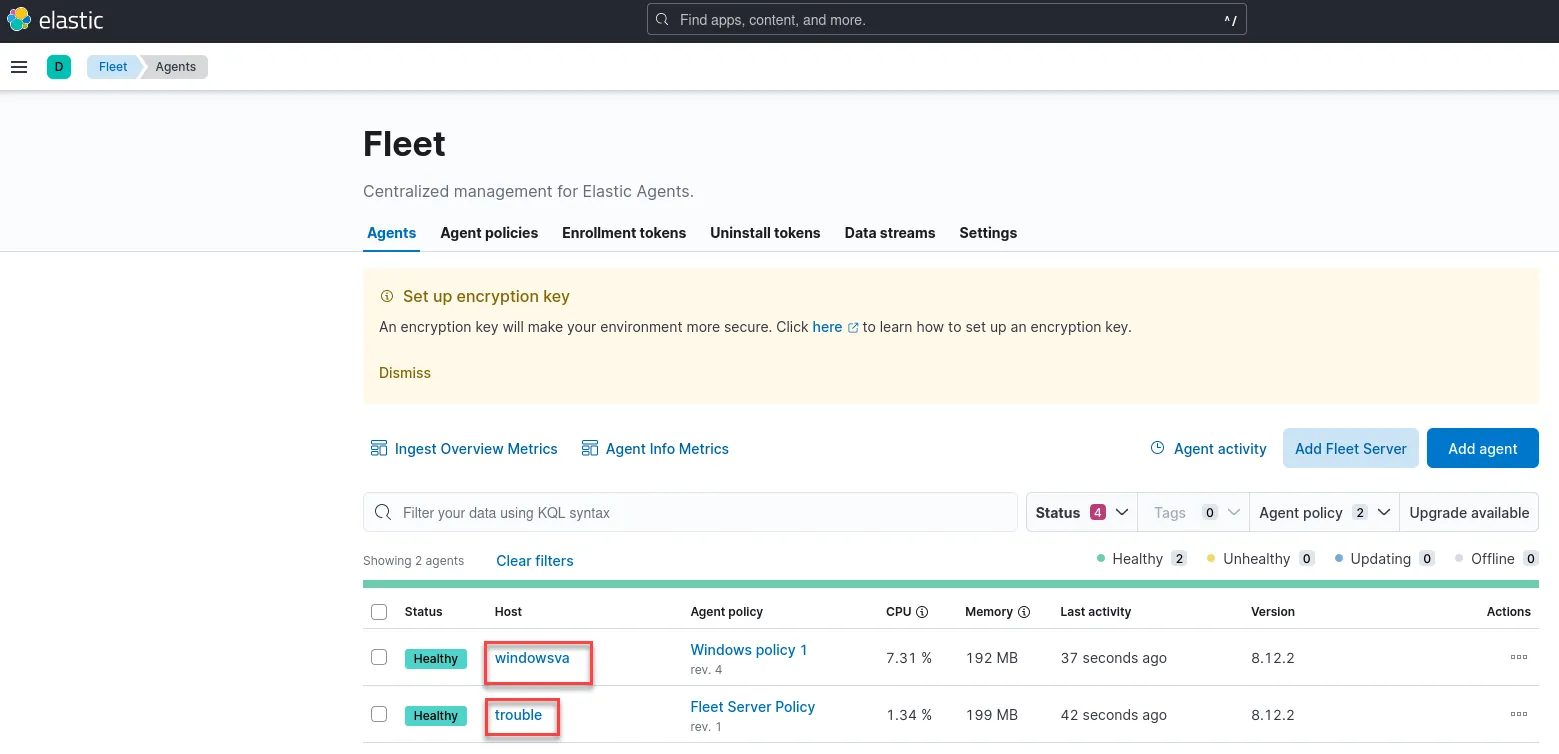 elastic
Find apps, content, and more.
^/
D
Fleet
Agents
Fleet
Centralized management for Elastic Agents.
Agents Agent policies Enrollment tokens Uninstall tokens Data streams Settings
Set up encryption key
An encryption key will make your environment more secure. Click here to learn how to set up an encryption key.
Dismiss
Ingest Overview Metrics Agent Info Metrics Agent activity Add Fleet Server Add agent
Filter your data using KQL syntax Status 4 Tags 0 Agent policy 2 Upgrade available
Showing 2 agents Clear filters Healthy 2 Unhealthy 0 Updating 0 Offline 0
Status Host Agent policy CPU Memory Last activity Version Actions
Healthy windowsva Windows policy 1 7.31 % 192 MB 37 seconds ago 8.12.2
rev. 4
Healthy trouble Fleet Server Policy 1.34 % 199 MB 42 seconds ago 8.12.2
rev. 1